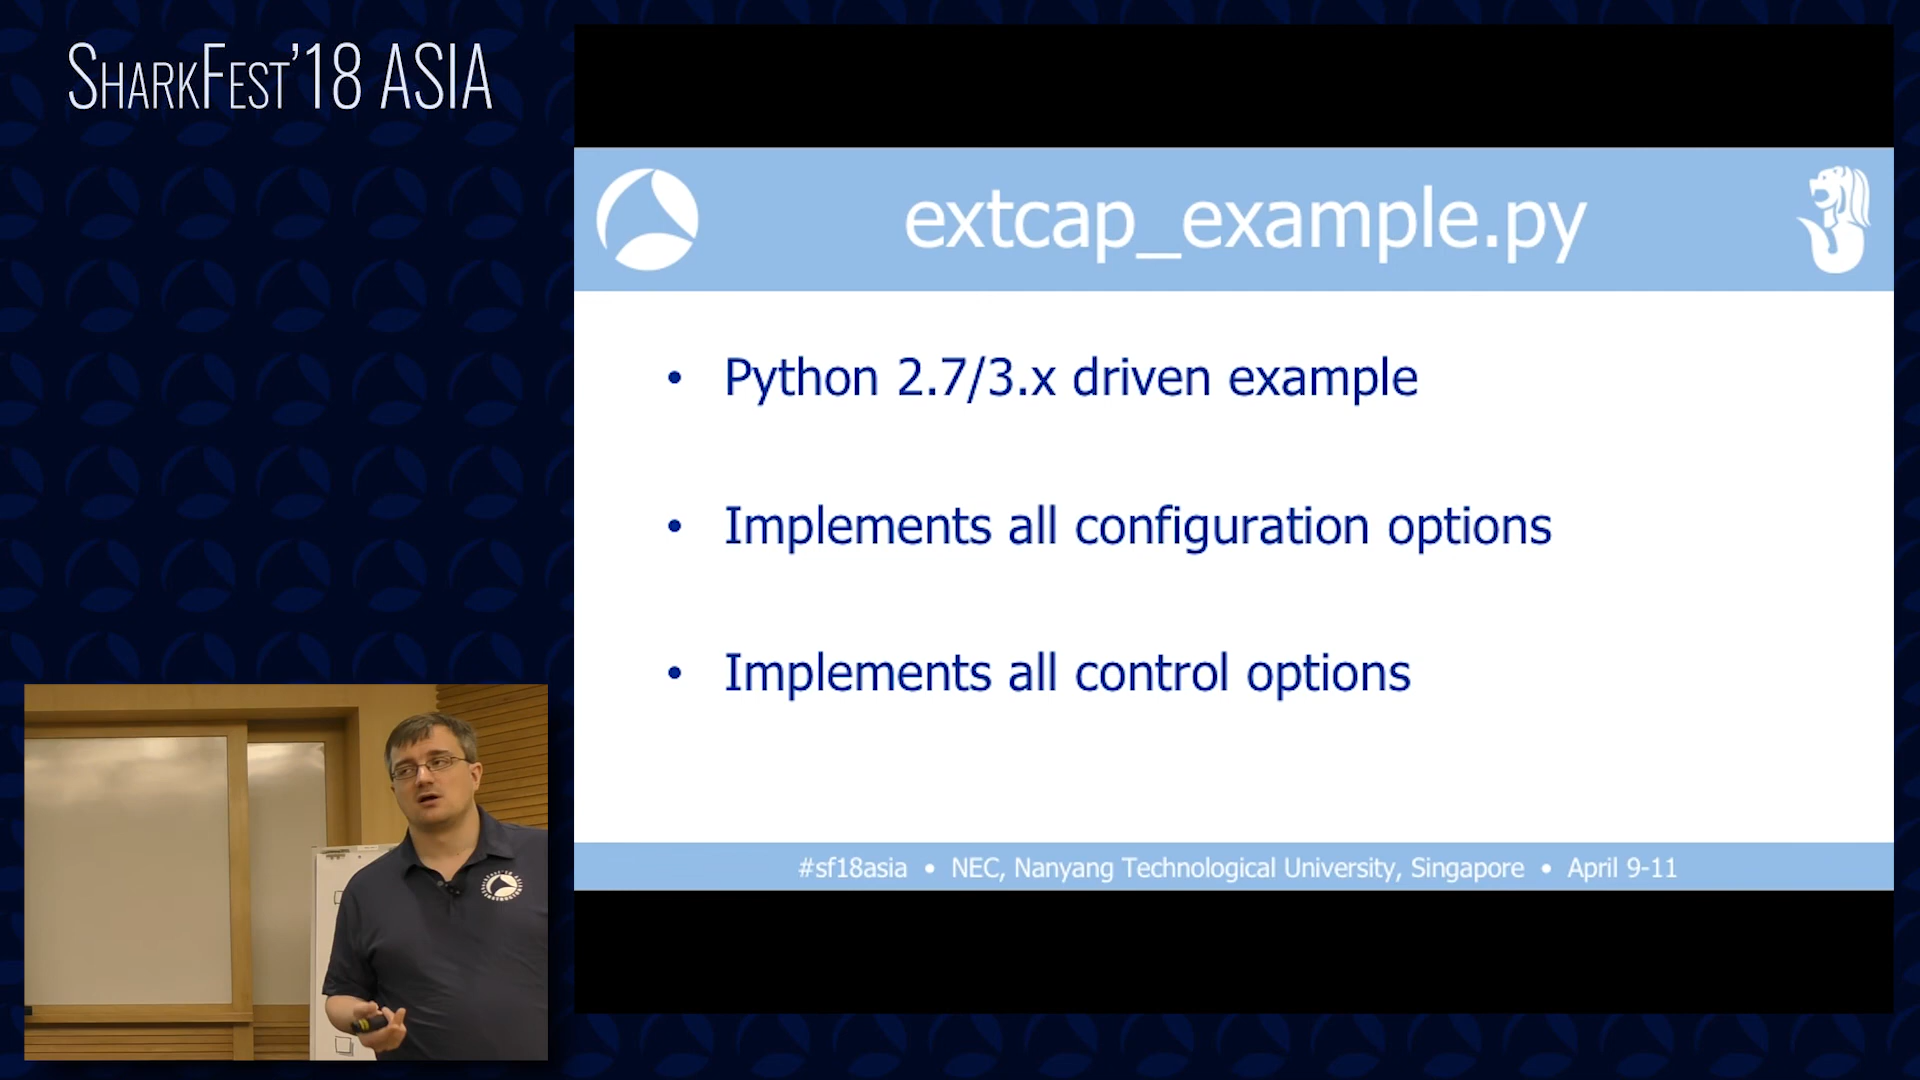 SHARKFEST'18 ASIA
extcap_example.py
• Python 2.7/3.x driven example
• Implements all configuration options
• Implements all control options
#sf18asia • NEC, Nanyang Technological University, Singapore • April 9-11